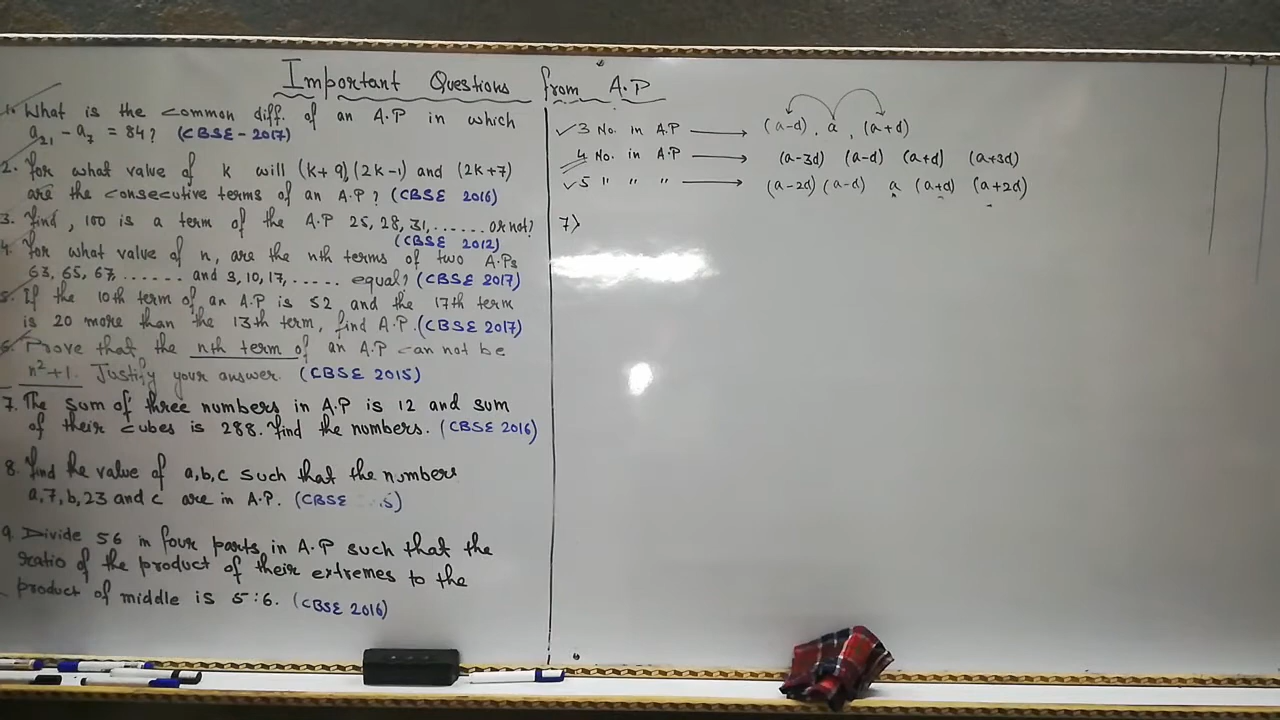 Important Questions from A.P
1. What is the common diff. of an A.P in which
a₂₁ - a₇ = 84? (CBSE-2017)
2. for what value of k will (k+9),(2k-1) and (2k+7)
are the consecutive terms of an A.P? (CBSE 2016)
3. find, 100 is a term of the A.P 25, 28, 31,...... or not?
(CBSE 2012)
4. for what value of n, are the nth terms of two A.Ps
63, 65, 67, ...... and 3, 10, 17, ..... equal? (CBSE 2017)
5. If the 10th term of an A.P is 52 and the 17th term
is 20 more than the 13th term, find A.P. (CBSE 2017)
6. Prove that the nth term of an A.P can not be
n²+1. Justify your answer. (CBSE 2015)
7. The sum of three numbers in A.P is 12 and sum
of their cubes is 288. find the numbers. (CBSE 2016)
8. find the value of a,b,c such that the numbers
a,7,b,23 and c are in A.P. (CBSE 5)
9. Divide 56 in four parts in A.P such that the
ratio of the product of their extremes to the
product of middle is 5:6. (CBSE 2016)
✓3 No. in A.P → (a-d), a, (a+d)
4 No. in A.P → (a-3d) (a-d) (a+d) (a+3d)
✓5 " " " → (a-2d) (a-d) a (a+d) (a+2d)
7>